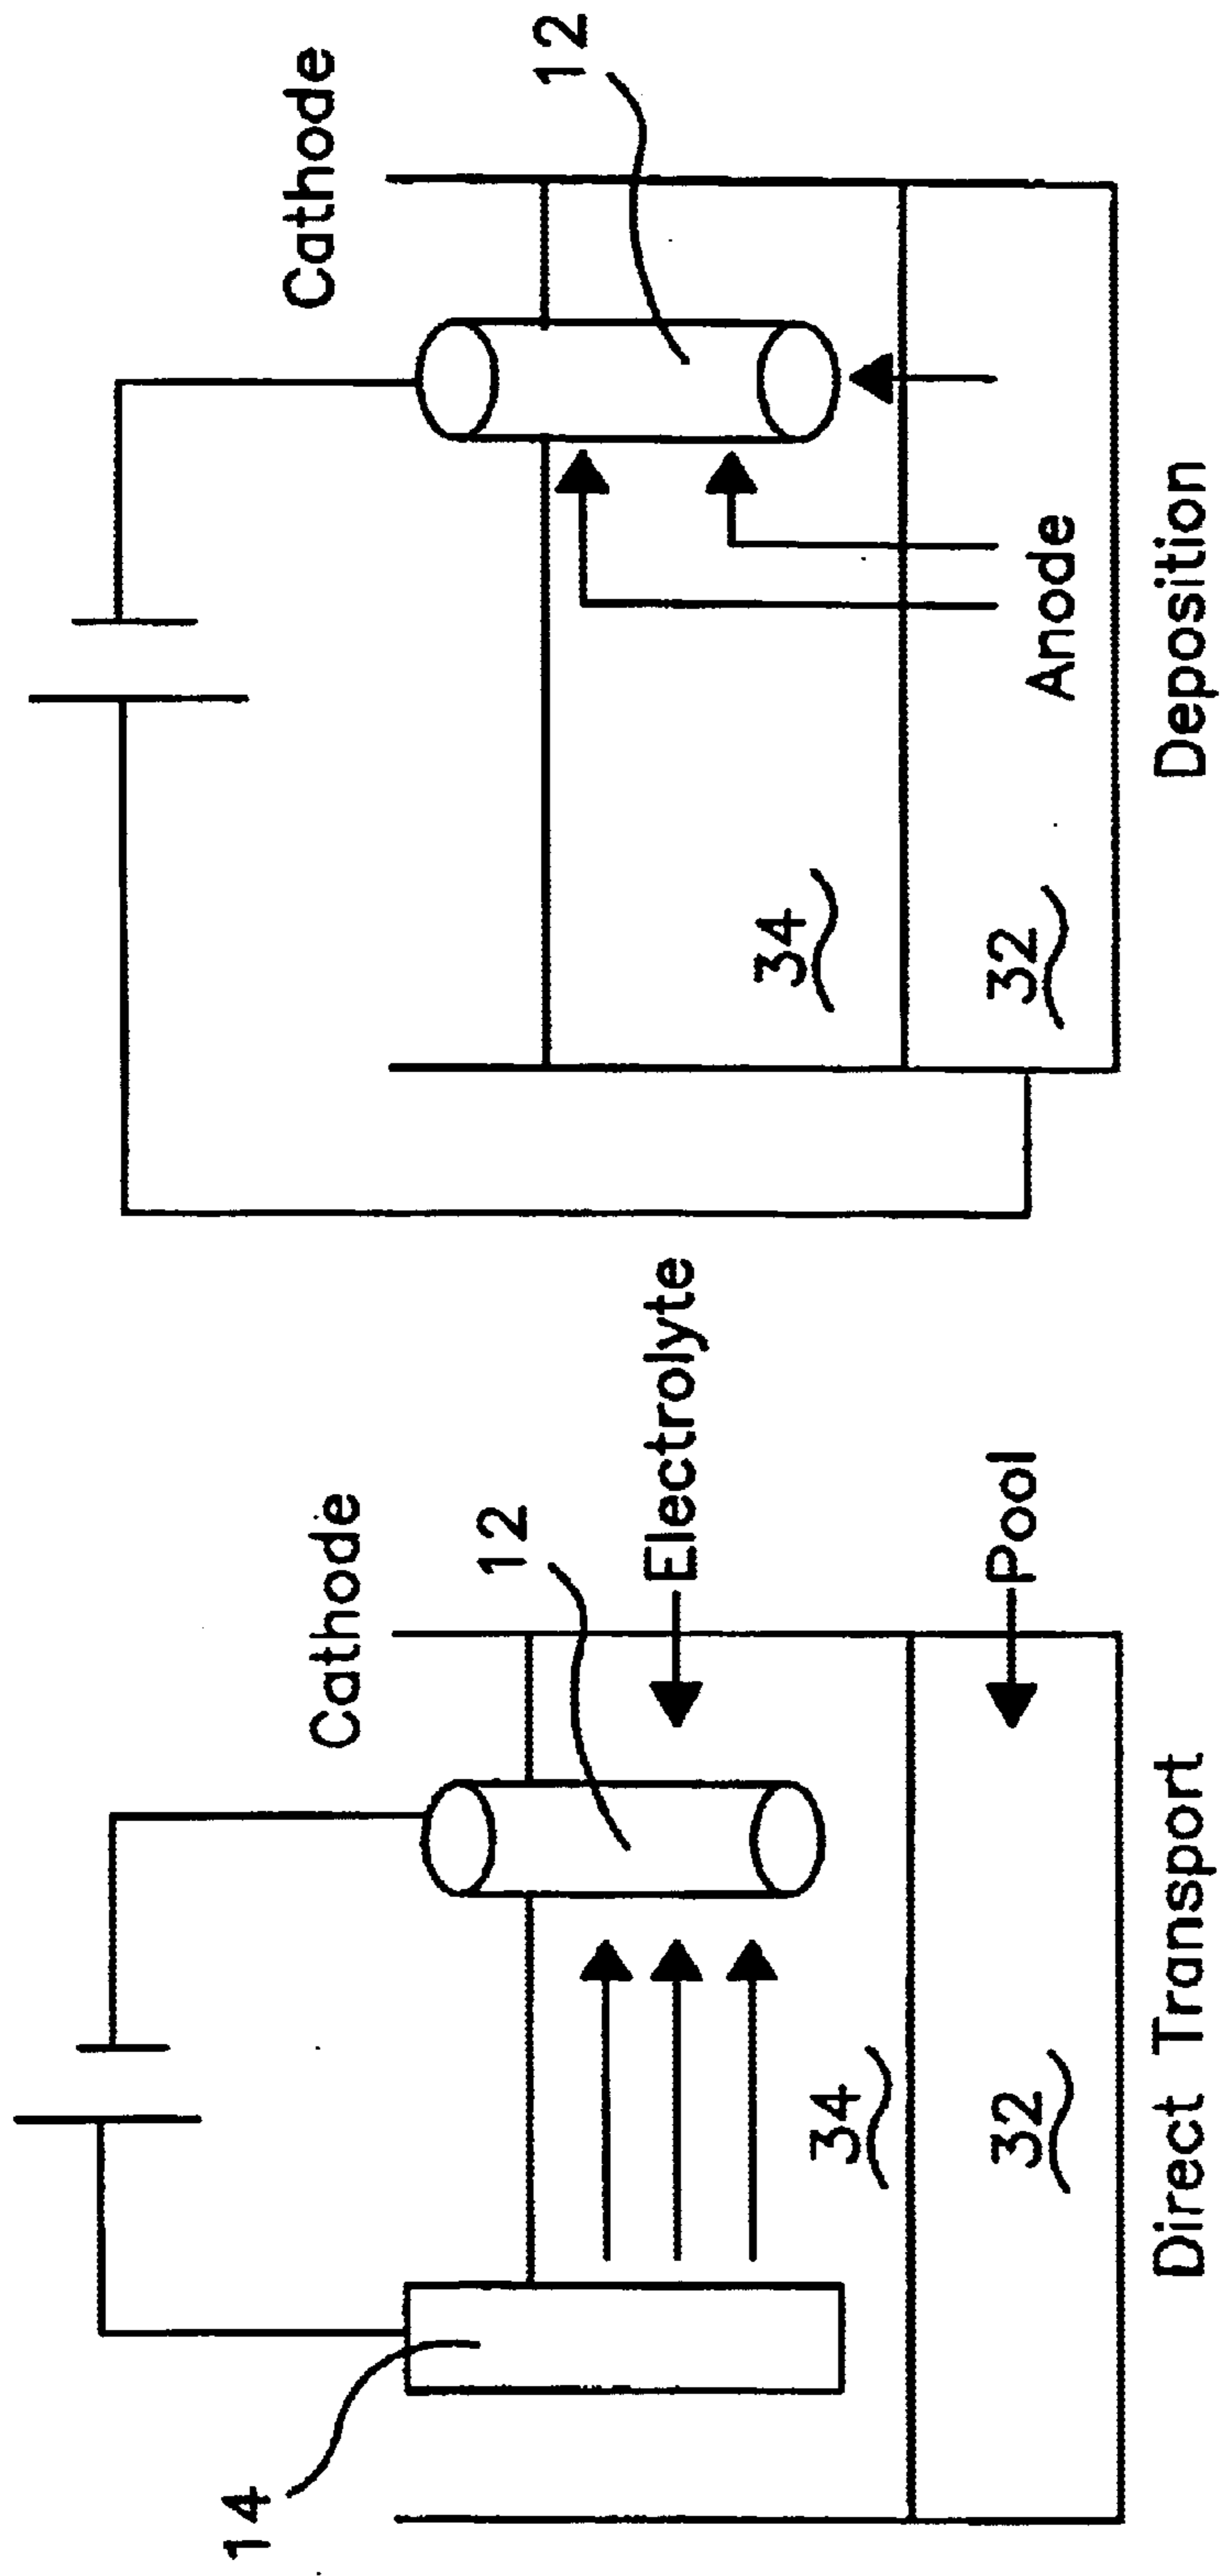 Cathode
14
12
Electrolyte
34
32
Pool
Direct Transport
Cathode
12
34
32
Anode
Deposition